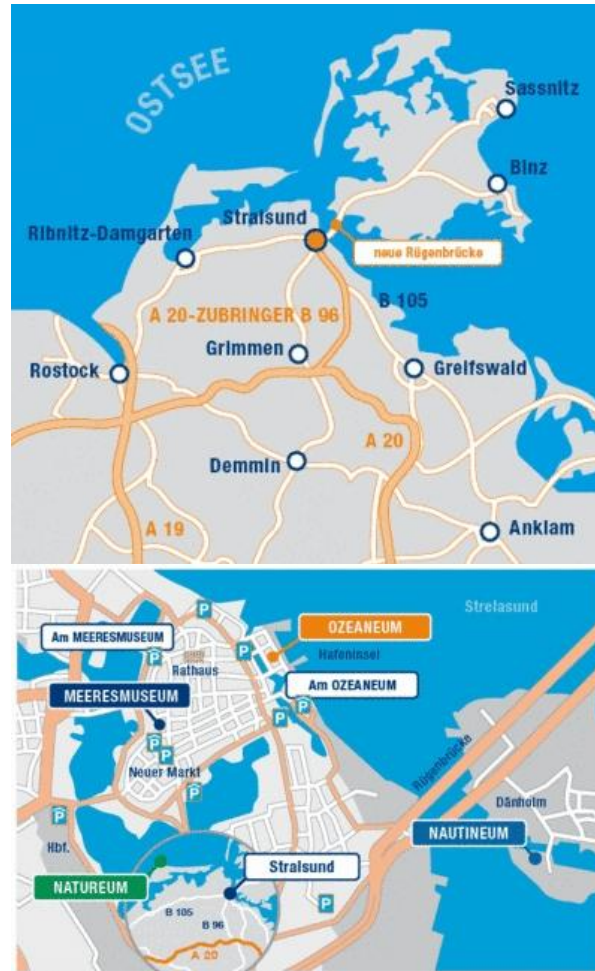 OSTSEE
Sassnitz
Binz
Stralsund
Ribnitz-Damgarten
neue Rügenbrücke
B 105
A 20-ZUBRINGER B 96
Grimmen
Rostock
Greifswald
A 20
Demmin
A 19
Anklam
P
Strelasund
OZEANEUM
Am MEERESMUSEUM
P
P
Rathaus
Hafeninsel
Am OZEANEUM
MEERESMUSEUM
P
P
P
P
Neuer Markt
Rügenbrücke
P
Dänholm
P
NAUTINEUM
Hbf.
Stralsund
NATUREUM
P
B 105
B 96
A 20